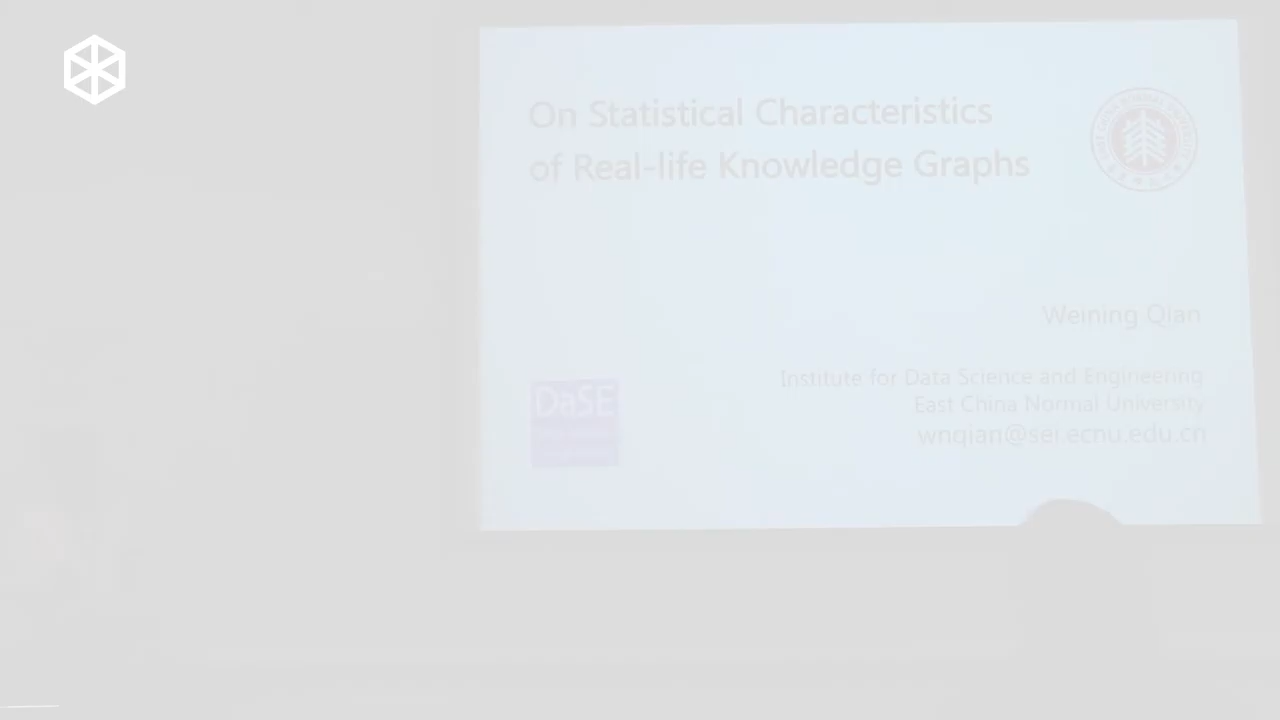 On Statistical Characteristics
of Real-life Knowledge Graphs
Weining Qian
Institute for Data Science and Engineering
East China Normal University
wnqian@sei.ecnu.edu.cn
DaSE